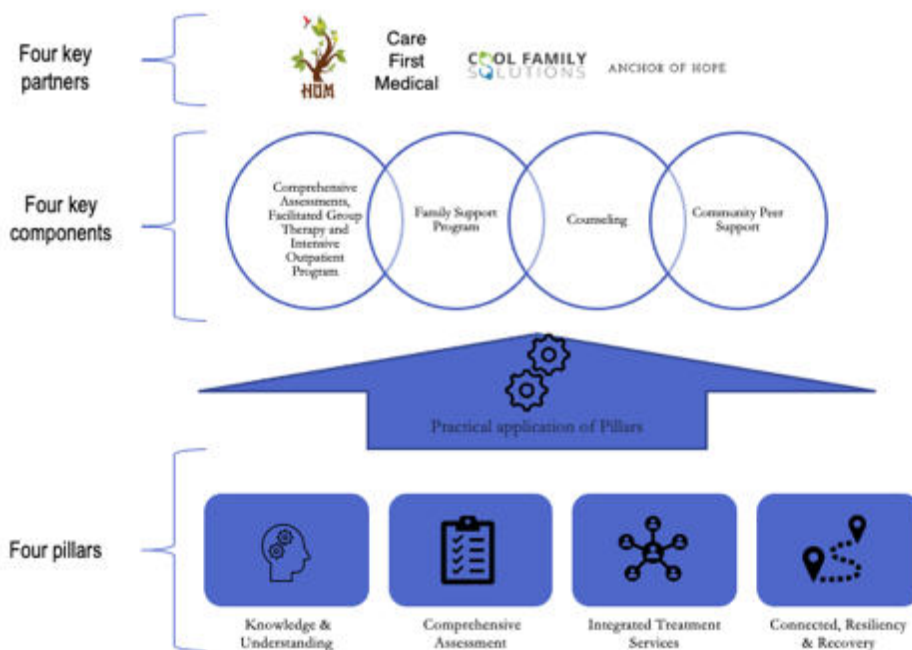 Four key
partners
HOM
Care
First
Medical
COOL FAMILY
SOLUTIONS
ANCHOR OF HOPE
Four key
components
Comprehensive
Assessments,
Facilitated Group
Therapy and
Intensive
Outpatient
Program
Family Support
Program
Counseling
Community Peer
Support
Practical application of Pillars
Four pillars
Knowledge &
Understanding
Comprehensive
Assessment
Integrated Treatment
Services
Connected, Resiliency
& Recovery